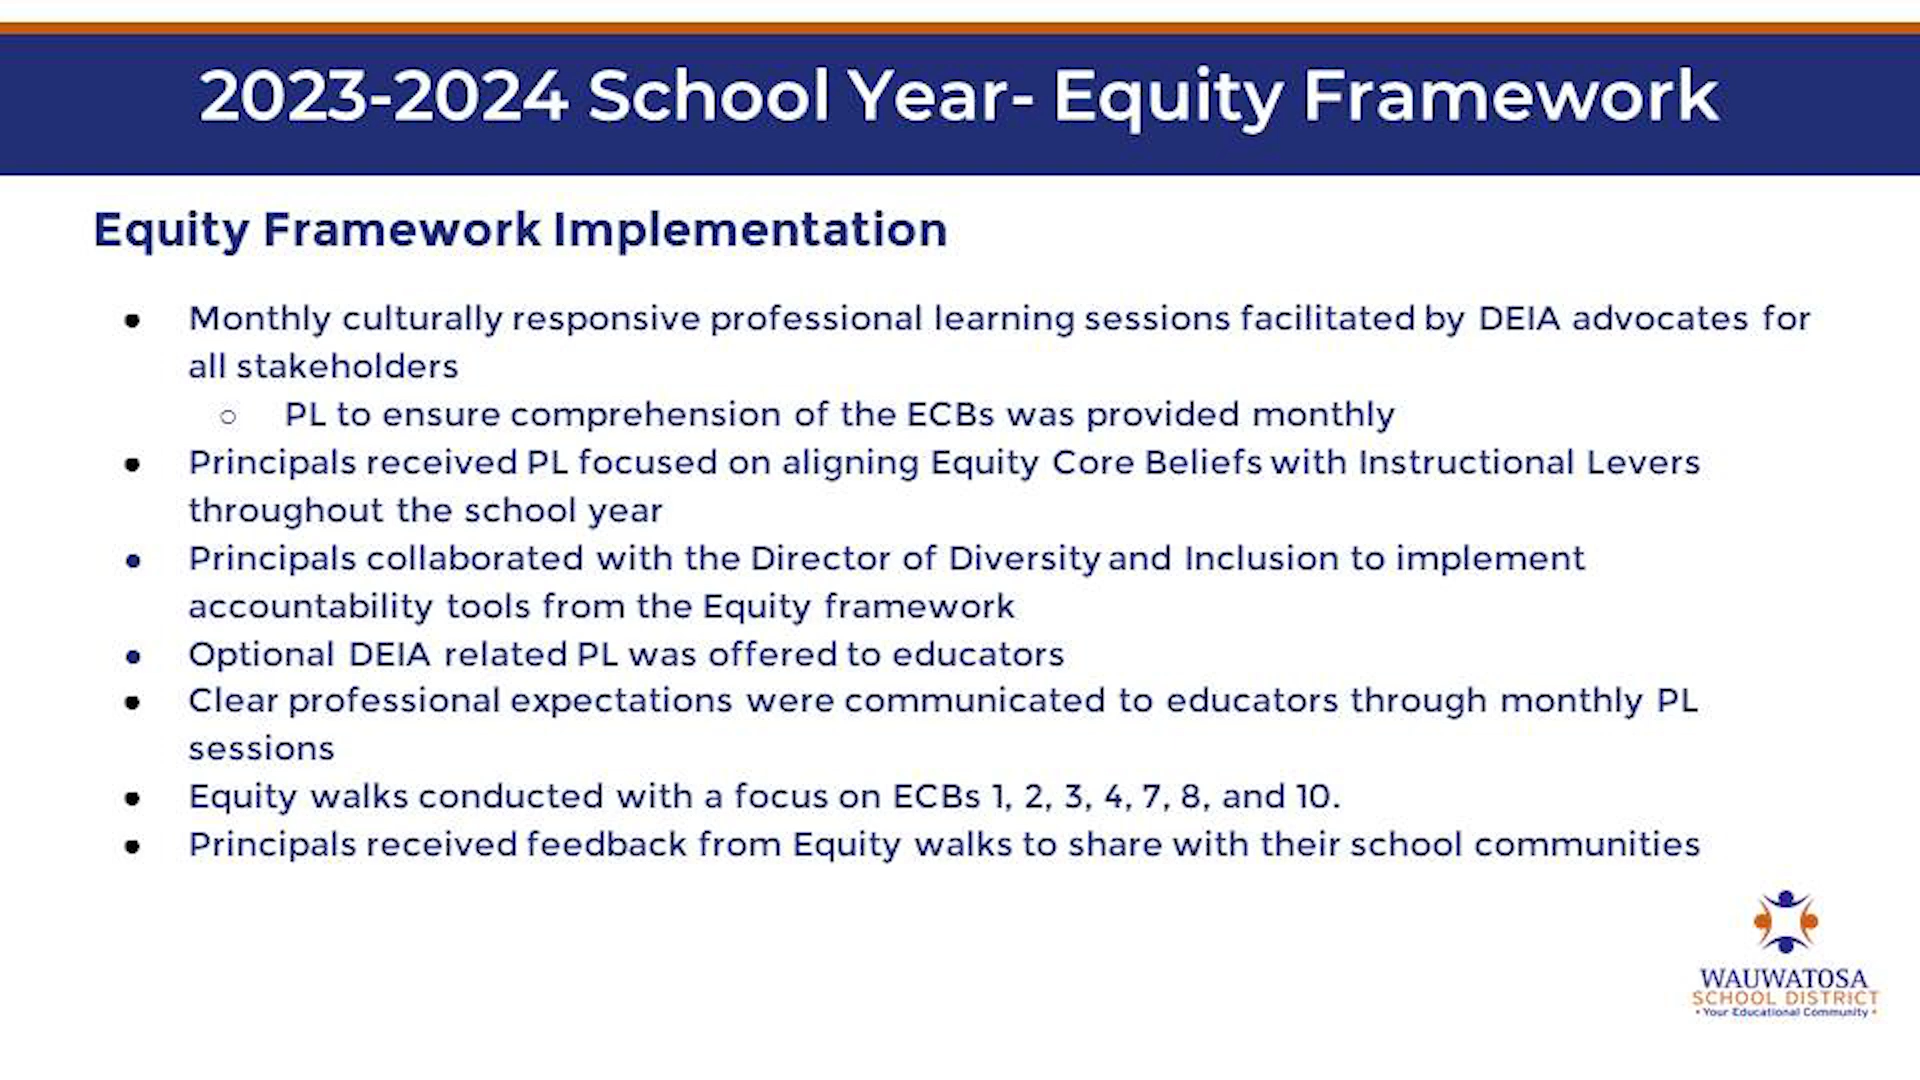 2023-2024 School Year- Equity Framework
Equity Framework Implementation
● Monthly culturally responsive professional learning sessions facilitated by DEIA advocates for
all stakeholders
○ PL to ensure comprehension of the ECBs was provided monthly
● Principals received PL focused on aligning Equity Core Beliefs with Instructional Levers
throughout the school year
● Principals collaborated with the Director of Diversity and Inclusion to implement
accountability tools from the Equity framework
● Optional DEIA related PL was offered to educators
● Clear professional expectations were communicated to educators through monthly PL
sessions
● Equity walks conducted with a focus on ECBs 1, 2, 3, 4, 7, 8, and 10.
● Principals received feedback from Equity walks to share with their school communities
WAUWATOSA
SCHOOL DISTRICT
• Your Educational Community •